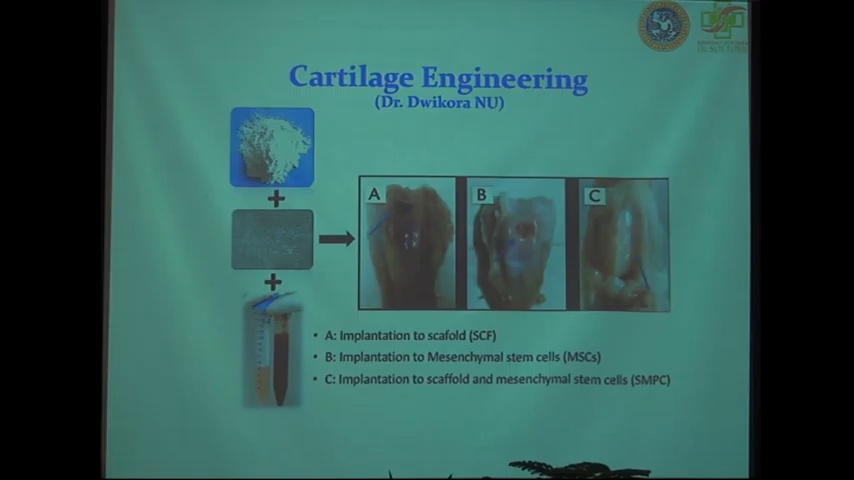 Cartilage Engineering
(Dr. Dwikora NU)
A
B
C
• A: Implantation to scafold (SCF)
• B: Implantation to Mesenchymal stem cells (MSCs)
• C: Implantation to scaffold and mesenchymal stem cells (SMPC)